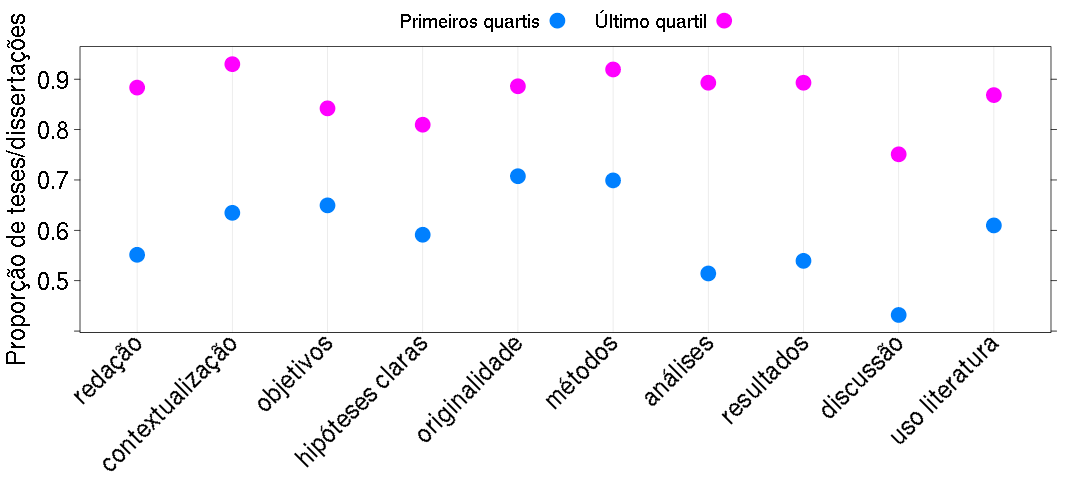 Primeiros quartis Último quartil
Proporção de teses/dissertações
0.9
0.8
0.7
0.6
0.5
redação
contextualização
objetivos
hipóteses claras
originalidade
métodos
análises
resultados
discussão
uso literatura